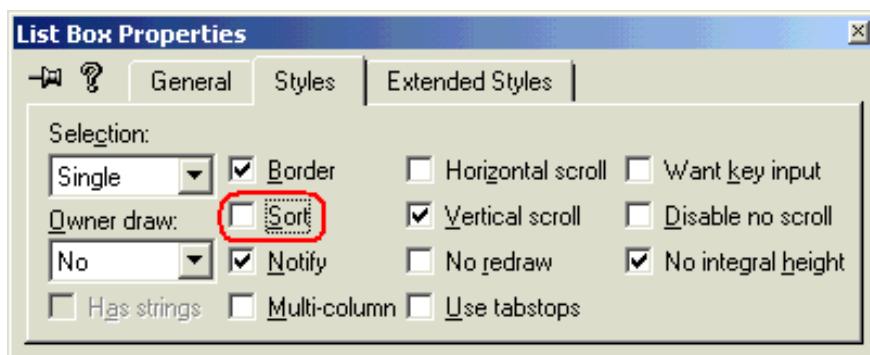 List Box Properties
General Styles Extended Styles
Selection:
Single Border Horizontal scroll Want key input
Owner draw: Sort Vertical scroll Disable no scroll
No Notify No redraw No integral height
Has strings Multi-column Use tabstops